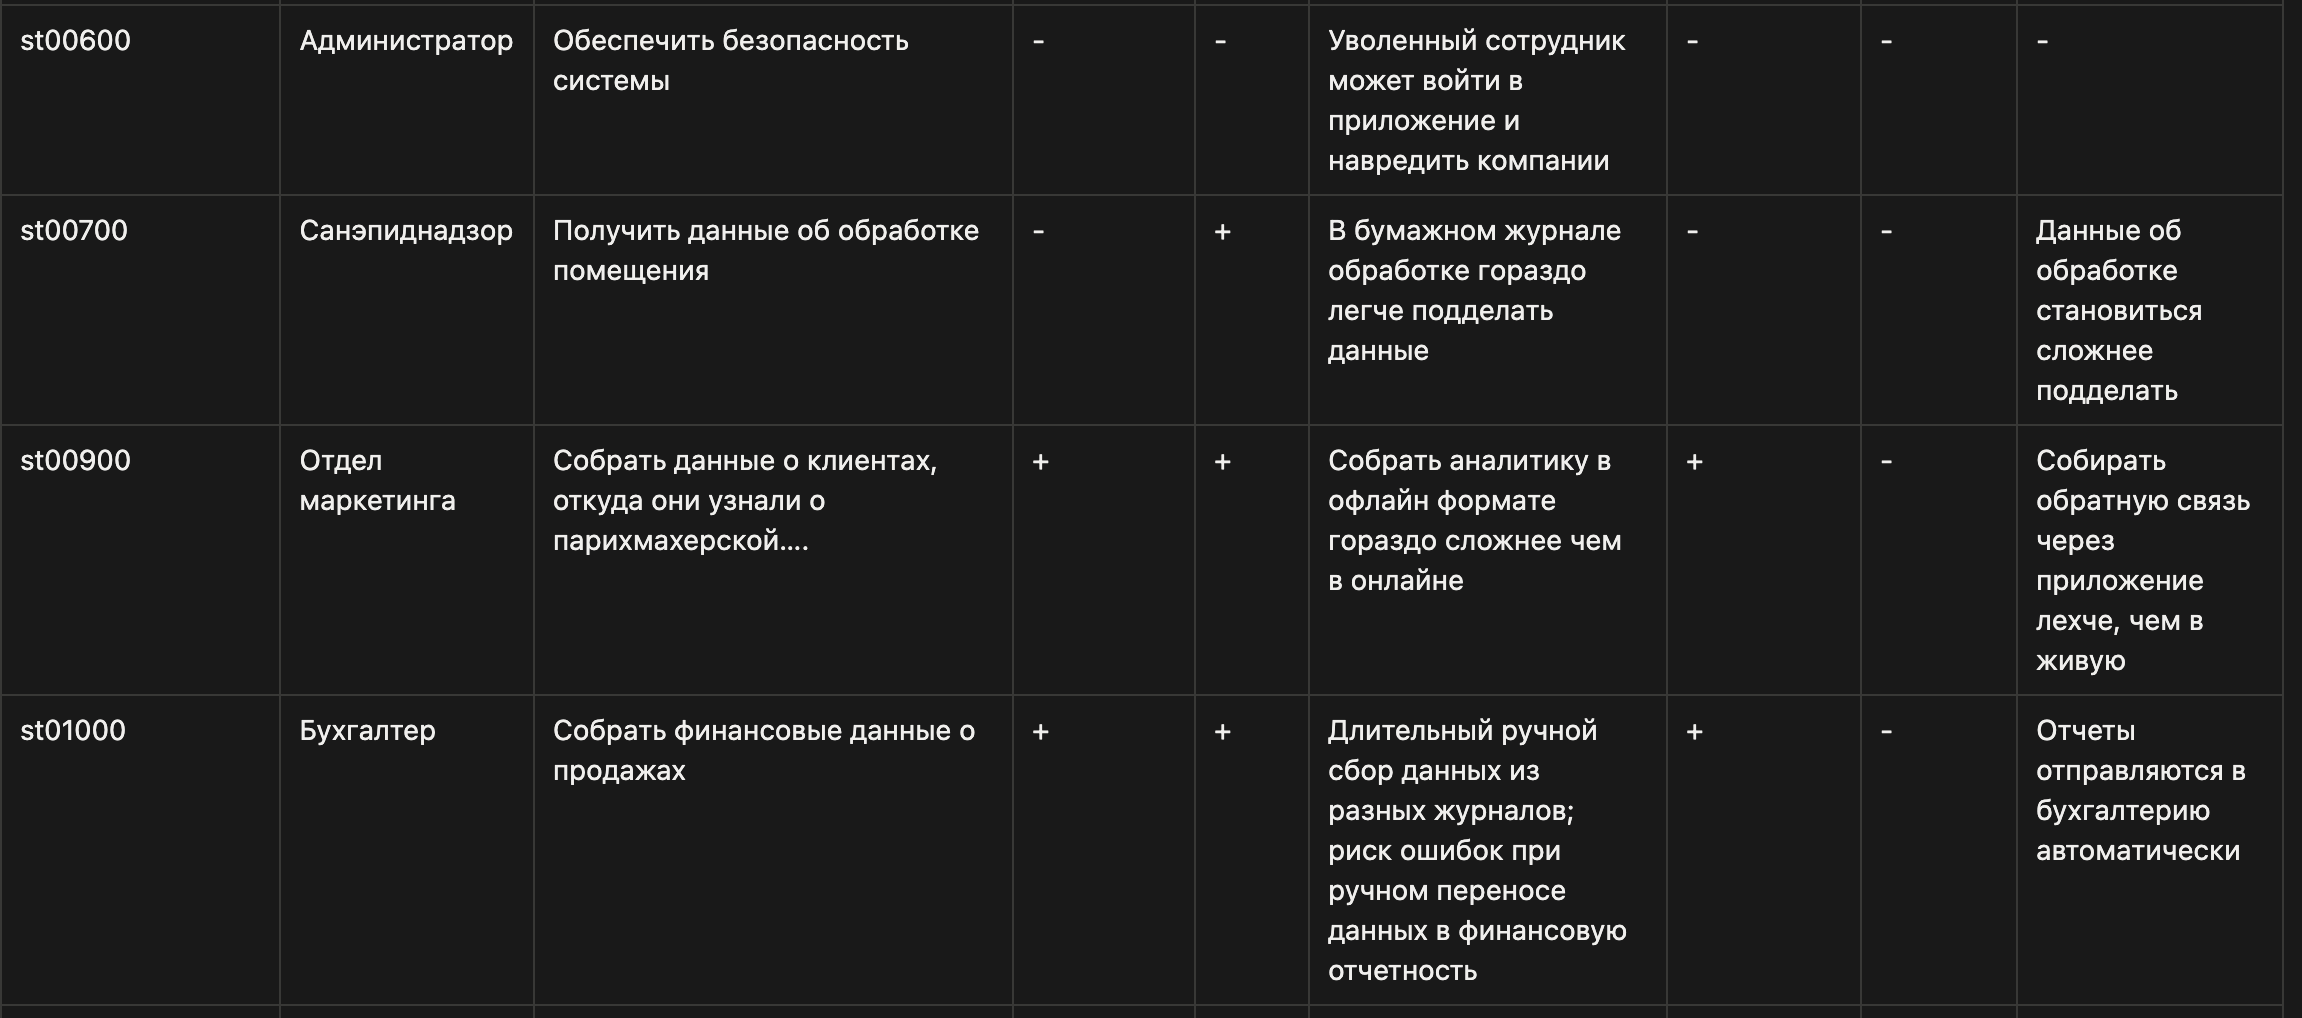 st00600
Администратор
Обеспечить безопасность
системы
-
-
Уволенный сотрудник
может войти в
приложение и
навредить компании
-
-
-
st00700
Санэпиднадзор
Получить данные об обработке
помещения
-
+
В бумажном журнале
обработке гораздо
легче подделать
данные
-
-
Данные об
обработке
становиться
сложнее
подделать
st00900
Отдел
маркетинга
Собрать данные о клиентах,
откуда они узнали о
парихмахерской....
+
+
Собрать аналитику в
офлайн формате
гораздо сложнее чем
в онлайне
+
-
Собирать
обратную связь
через
приложение
лехче, чем в
живую
st01000
Бухгалтер
Собрать финансовые данные о
продажах
+
+
Длительный ручной
сбор данных из
разных журналов;
риск ошибок при
ручном переносе
данных в финансовую
отчетность
+
-
Отчеты
отправляются в
бухгалтерию
автоматически